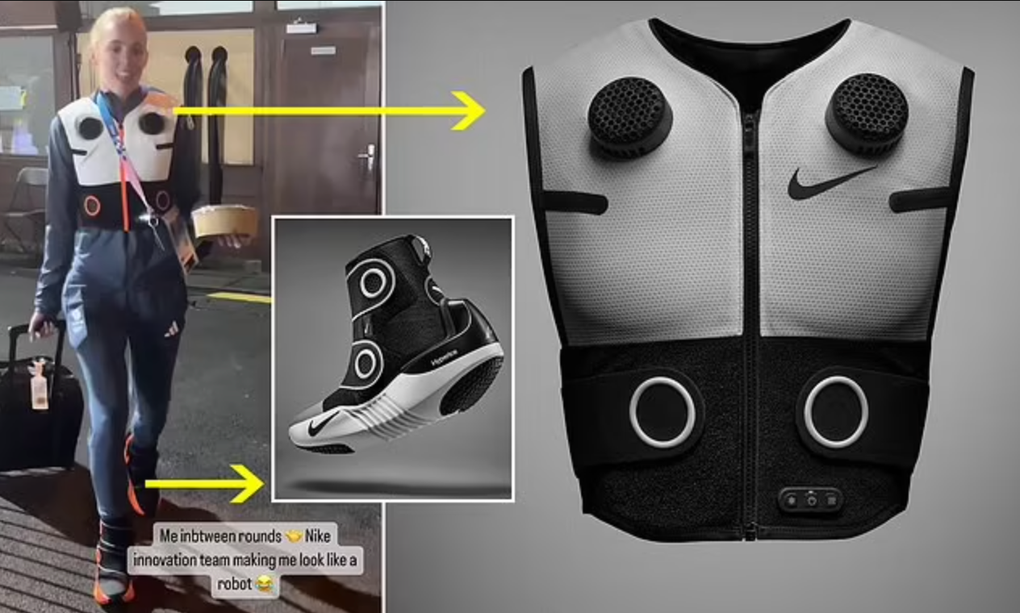 Hyperice
Me inbtween rounds 🤝 Nike
innovation team making me look like a
robot 😂